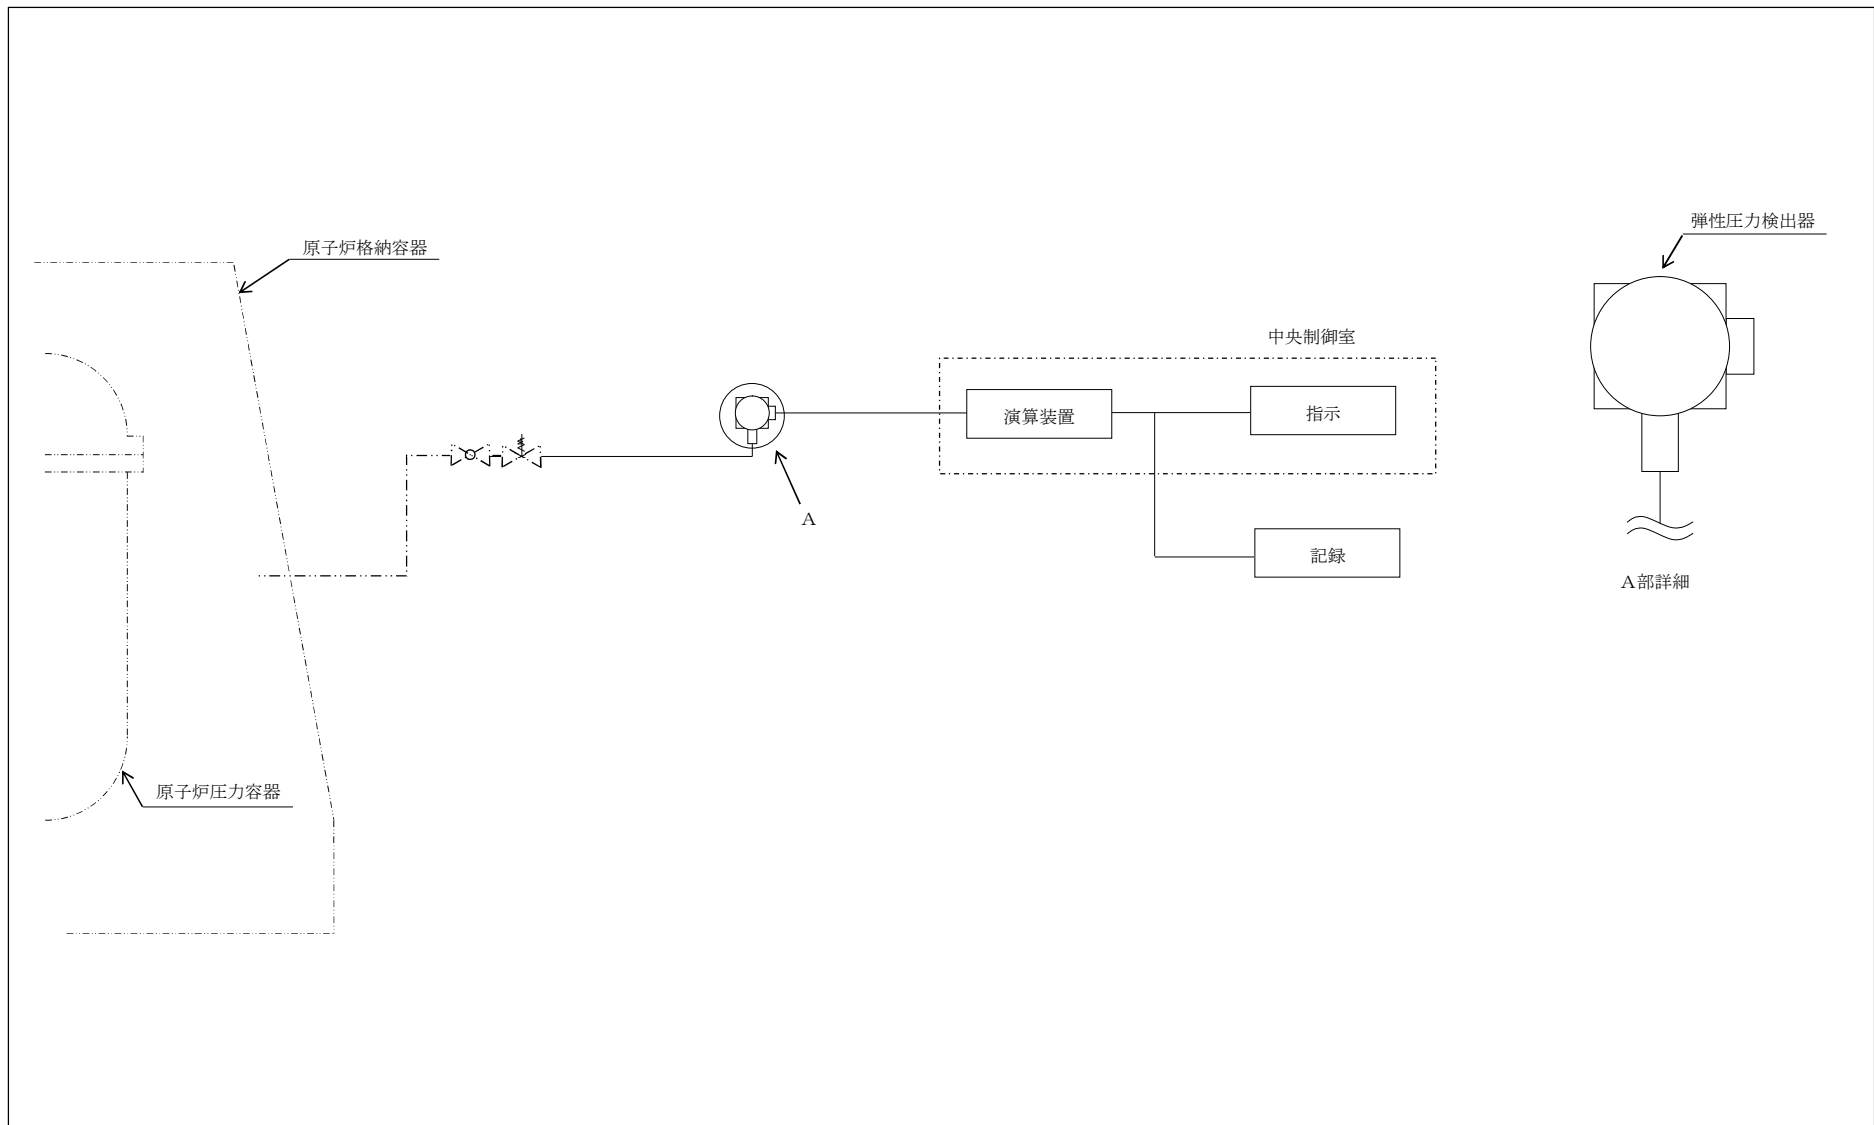 原子炉格納容器
弾性圧力検出器
中央制御室
演算装置
指示
A
記録
A部詳細
原子炉圧力容器